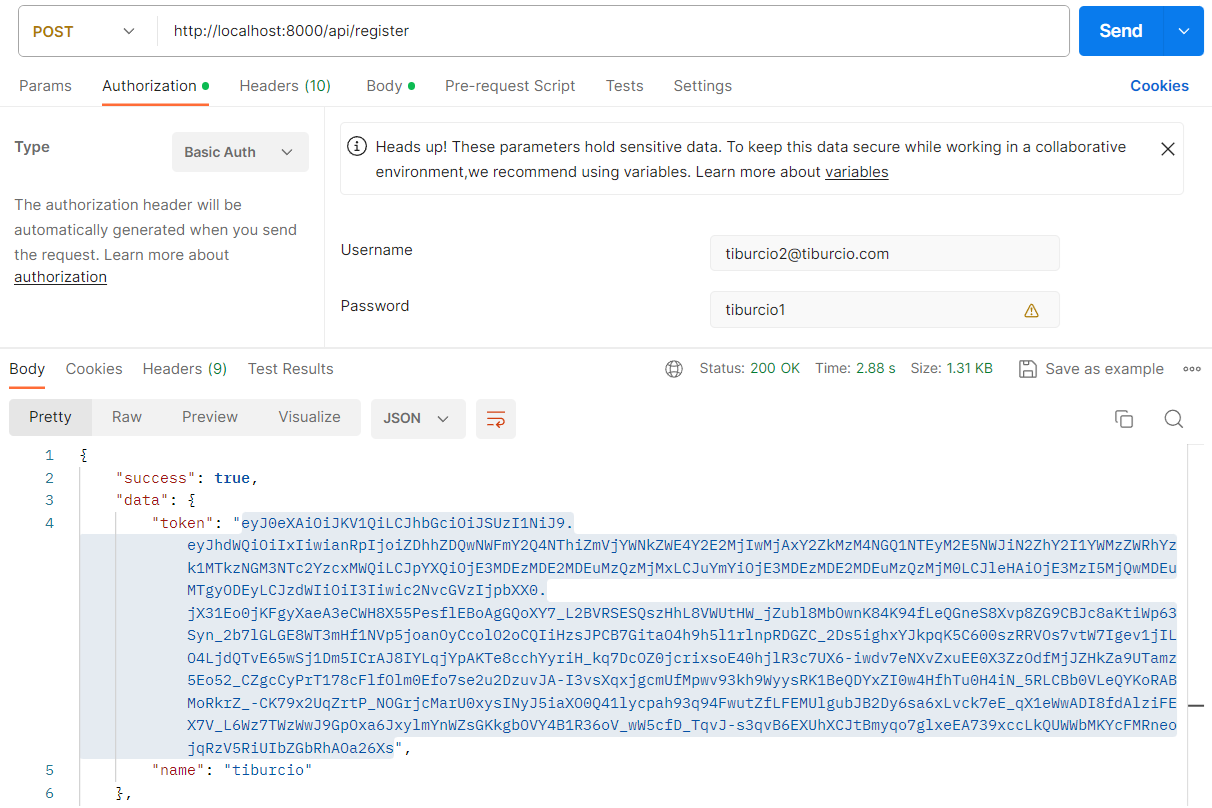 POST http://localhost:8000/api/register Send
Params Authorization Headers (10) Body Pre-request Script Tests Settings Cookies
Type Basic Auth
The authorization header will be
automatically generated when you send
the request. Learn more about
authorization
Heads up! These parameters hold sensitive data. To keep this data secure while working in a collaborative
environment,we recommend using variables. Learn more about variables
Username tiburcio2@tiburcio.com
Password tiburcio1
Body Cookies Headers (9) Test Results Status: 200 OK Time: 2.88 s Size: 1.31 KB Save as example
Pretty Raw Preview Visualize JSON
1 {
2 "success": true,
3 "data": {
4 "token": "eyJ0eXAiOiJKV1QiLCJhbGciOiJSUzI1NiJ9.
eyJhdWQiOiIxIiwianRpIjoiZDhhZDQwNWFmY2Q4NThiZmVjYWNkZWE4Y2E2MjIwMjAxY2ZkMzM4NGQ1NTEyM2E5NWJiN2ZhY2I1YWMzZWRhYz
k1MTkzNGM3NTc2YzcxMWQiLCJpYXQiOjE3MDEzMDE2MDEuMzQzMjMxLCJuYmYiOjE3MDEzMDE2MDEuMzQzMjM0LCJleHAiOjE3MzI5MjQwMDEu
MTgyODEyLCJzdWIiOiI3Iiwic2NvcGVzIjpbXX0.
jX31Eo0jKFgyXaeA3eCWH8X55PesflEBoAgGQoXY7_L2BVRSESQszHhL8VWUtHW_jZubl8MbOwnK84K94fLeQGneS8Xvp8ZG9CBJc8aKtiWp63
Syn_2b7lGLGE8WT3mHf1NVp5joanOyCcolO2oCQIiHzsJPCB7GitaO4h9h5l1rlnpRDGZC_2Ds5ighxYJkpqK5C600szRRVOs7vtW7Igev1jIL
O4LjdQTvE65wSj1Dm5ICrAJ8IYLqjYpAKTe8cchYyriH_kq7DcOZ0jcrixsoE40hjlR3c7UX6-iwdv7eNXvZxuEE0X3ZzOdfMjJZHkZa9UTamz
5Eo52_CZgcCyPrT178cFlfOlm0Efo7se2u2DzuvJA-I3vsXqxjgcmUfMpwv93kh9WyysRK1BeQDYxZI0w4HfhTu0H4iN_5RLCBb0VLeQYKoRAB
MoRkrZ_-CK79x2UqZrtP_NOGrjcMarU0xysINyJ5iaXO0Q41lycpah93q94FwutZfLFEMUlgubJB2Dy6sa6xLvck7eE_qX1eWwADI8fdAlziFE
X7V_L6Wz7TWzWwJ9GpOxa6JxylmYnWZsGKkgbOVY4B1R36oV_wW5cfD_TqvJ-s3qvB6EXUhXCJtBmyqo7glxeEA739xccLkQUWWbMKYcFMRneo
jqRzV5RiUIbZGbRhAOa26Xs",
5 "name": "tiburcio"
6 },